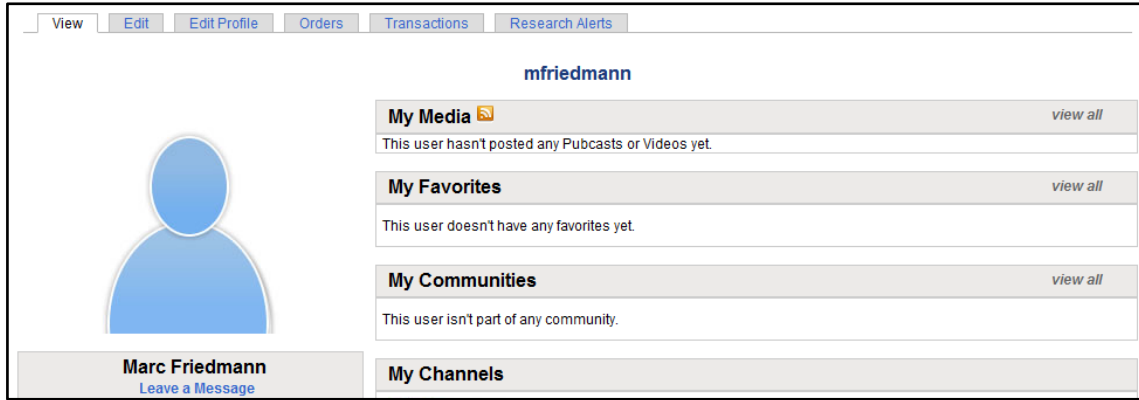 View Edit Edit Profile Orders Transactions Research Alerts
mfriedmann
My Media view all
This user hasn't posted any Pubcasts or Videos yet.
My Favorites view all
This user doesn't have any favorites yet.
My Communities view all
This user isn't part of any community.
Marc Friedmann
Leave a Message
My Channels